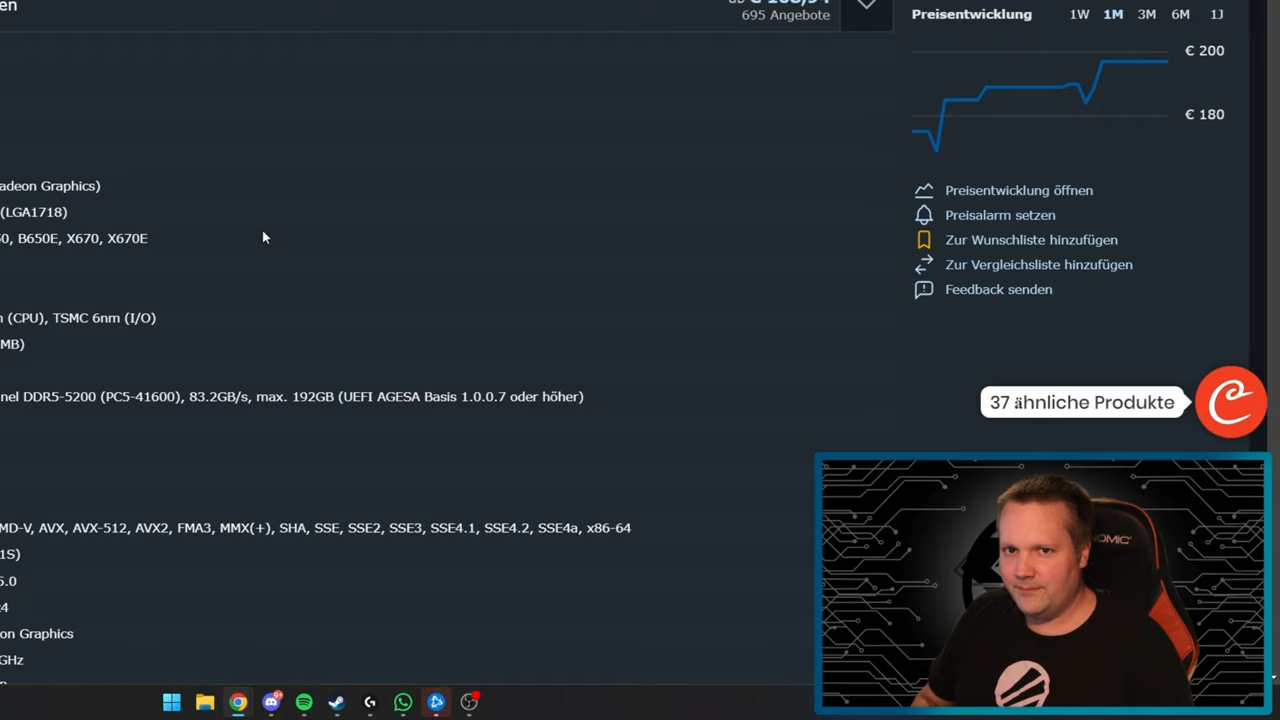 en
695 Angebote
Preisentwicklung 1W 1M 3M 6M 1J
€ 200
€ 180
adeon Graphics)
Preisentwicklung öffnen
(LGA1718)
Preisalarm setzen
0, B650E, X670, X670E
Zur Wunschliste hinzufügen
Zur Vergleichsliste hinzufügen
Feedback senden
(CPU), TSMC 6nm (I/O)
MB)
nel DDR5-5200 (PC5-41600), 83.2GB/s, max. 192GB (UEFI AGESA Basis 1.0.0.7 oder höher)
37 ähnliche Produkte
MD-V, AVX, AVX-512, AVX2, FMA3, MMX(+), SHA, SSE, SSE2, SSE3, SSE4.1, SSE4.2, SSE4a, x86-64
1S)
5.0
4
on Graphics
GHz
NOMIC